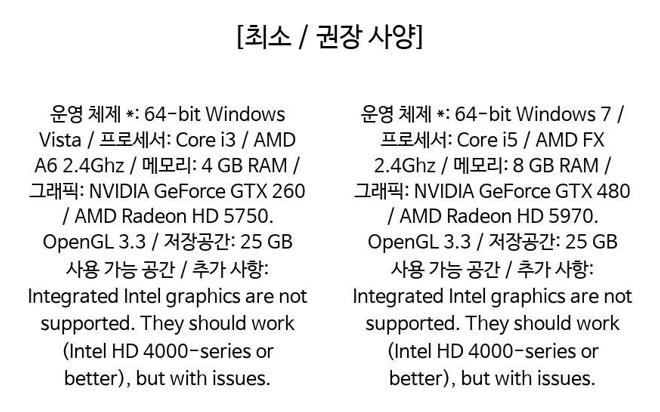 [최소 / 권장 사양]
운영 체제 *: 64-bit Windows
Vista / 프로세서: Core i3 / AMD
A6 2.4Ghz / 메모리: 4 GB RAM /
그래픽: NVIDIA GeForce GTX 260
/ AMD Radeon HD 5750.
OpenGL 3.3 / 저장공간: 25 GB
사용 가능 공간 / 추가 사항:
Integrated Intel graphics are not
supported. They should work
(Intel HD 4000-series or
better), but with issues.
운영 체제 *: 64-bit Windows 7 /
프로세서: Core i5 / AMD FX
2.4Ghz / 메모리: 8 GB RAM /
그래픽: NVIDIA GeForce GTX 480
/ AMD Radeon HD 5970.
OpenGL 3.3 / 저장공간: 25 GB
사용 가능 공간 / 추가 사항:
Integrated Intel graphics are not
supported. They should work
(Intel HD 4000-series or
better), but with issues.